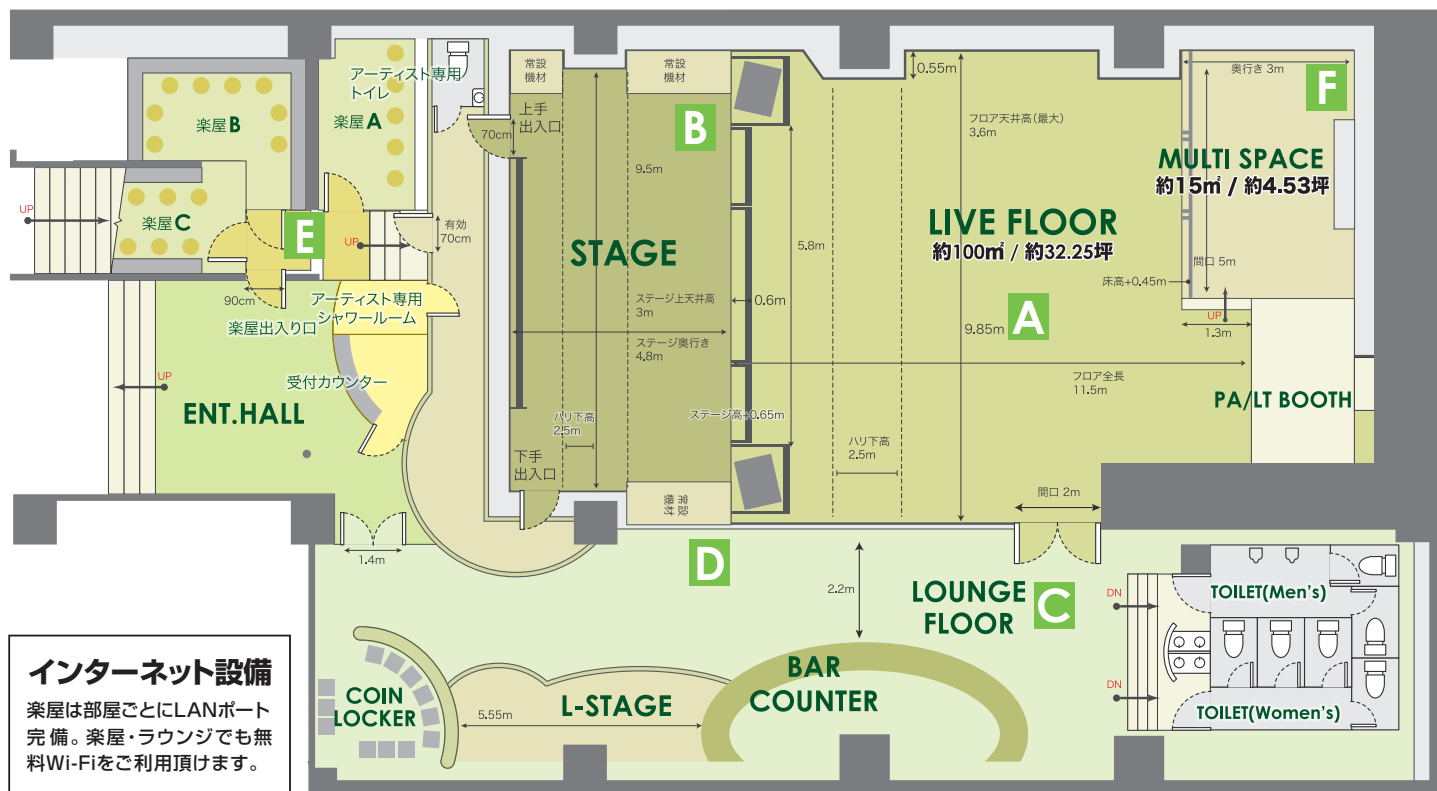 常設
機材
常設
機材
0.55m
奥行き 3m
F
アーティスト専用
トイレ
楽屋A
楽屋B
上手
出入口
70cm
B
9.5m
フロア天井高(最大)
3.6m
MULTI SPACE
約15㎡ / 約4.53坪
UP
楽屋C
E
UP
有効
70cm
STAGE
5.8m
LIVE FLOOR
約100㎡ / 約32.25坪
間口 5m
床高+0.45m
90cm
楽屋出入り口
アーティスト専用
シャワールーム
ステージ上天井高
3m
ステージ奥行き
4.8m
0.6m
9.85m
A
UP
1.3m
UP
受付カウンター
ENT.HALL
フロア全長
11.5m
PA/LT BOOTH
ハリ下高
2.5m
ステージ高+0.65m
ハリ下高
2.5m
下手
出入口
常設
機材
間口 2m
1.4m
D
2.2m
LOUNGE
FLOOR
C
DN
TOILET(Men's)
インターネット設備
楽屋は部屋ごとにLANポート
完備。楽屋・ラウンジでも無
料Wi-Fiをご利用頂けます。
COIN
LOCKER
5.55m
L-STAGE
BAR
COUNTER
DN
TOILET(Women's)